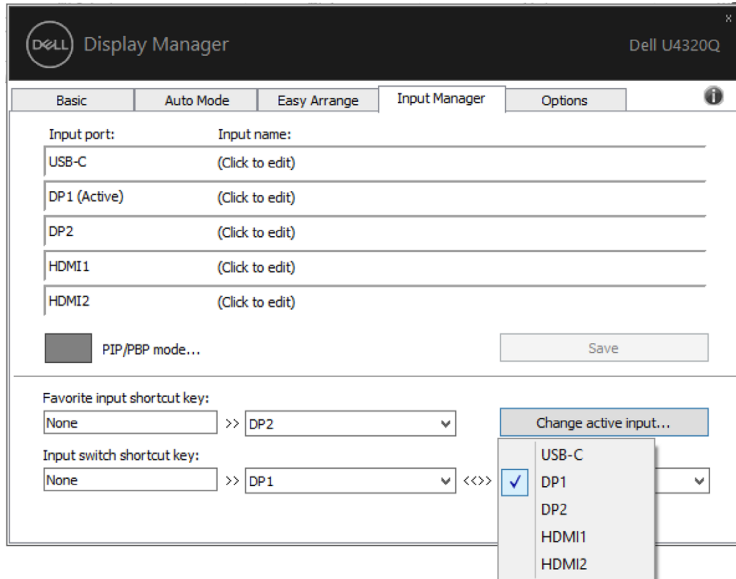 x
DELL Display Manager Dell U4320Q
Basic Auto Mode Easy Arrange Input Manager Options i
Input port: Input name:
USB-C (Click to edit)
DP1 (Active) (Click to edit)
DP2 (Click to edit)
HDMI1 (Click to edit)
HDMI2 (Click to edit)
PIP/PBP mode... Save
Favorite input shortcut key:
None >> DP2 Change active input...
Input switch shortcut key:
None >> DP1 <<>>
USB-C
DP1
DP2
HDMI1
HDMI2